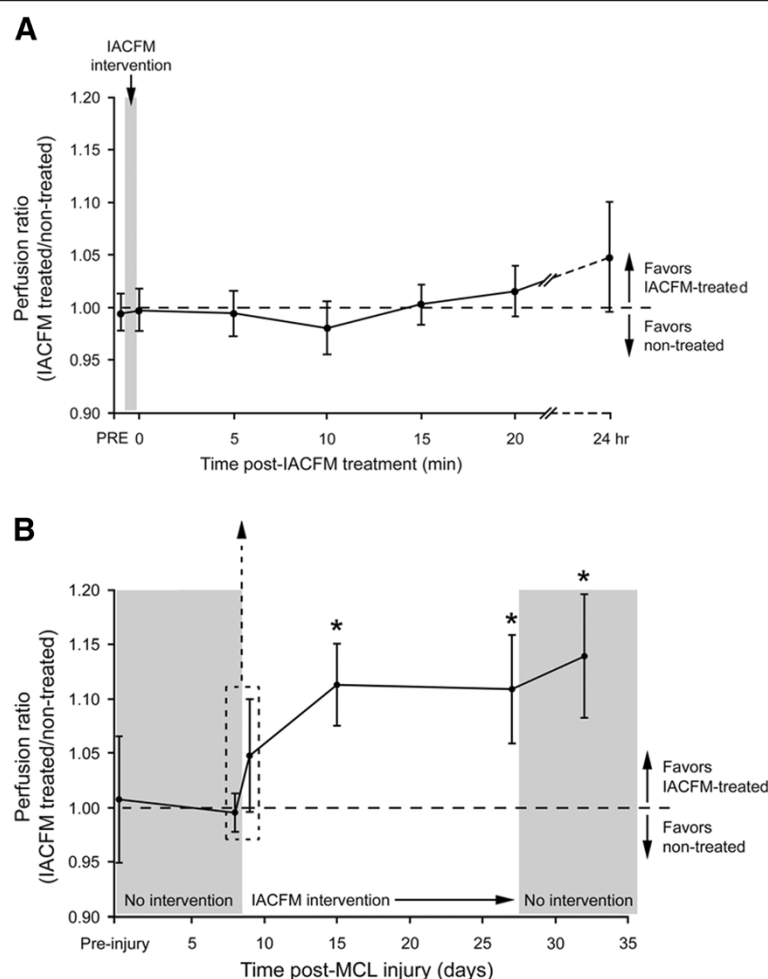 A
IACFM
intervention
1.20
1.15
1.10
1.05
1.00
0.95
0.90
Perfusion ratio
(IACFM treated/non-treated)
Favors
IACFM-treated
Favors
non-treated
PRE 0 5 10 15 20 24 hr
Time post-IACFM treatment (min)
B
1.20
1.15
1.10
1.05
1.00
0.95
0.90
Perfusion ratio
(IACFM treated/non-treated)
* * *
Favors
IACFM-treated
Favors
non-treated
No intervention IACFM intervention No intervention
Pre-injury 5 10 15 20 25 30 35
Time post-MCL injury (days)